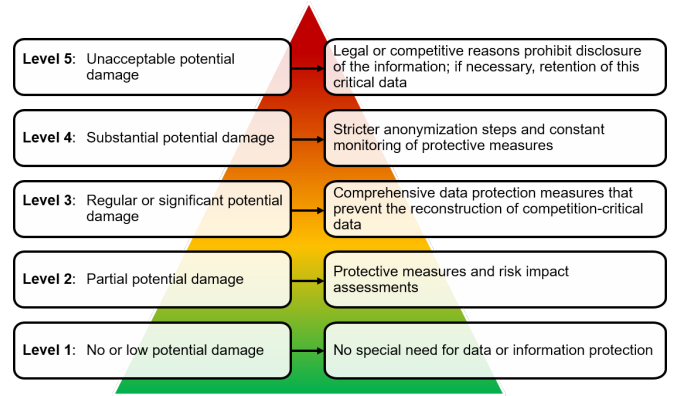 Level 5: Unacceptable potential
damage
Legal or competitive reasons prohibit disclosure
of the information; if necessary, retention of this
critical data
Level 4: Substantial potential damage
Stricter anonymization steps and constant
monitoring of protective measures
Level 3: Regular or significant potential
damage
Comprehensive data protection measures that
prevent the reconstruction of competition-critical
data
Level 2: Partial potential damage
Protective measures and risk impact
assessments
Level 1: No or low potential damage
No special need for data or information protection